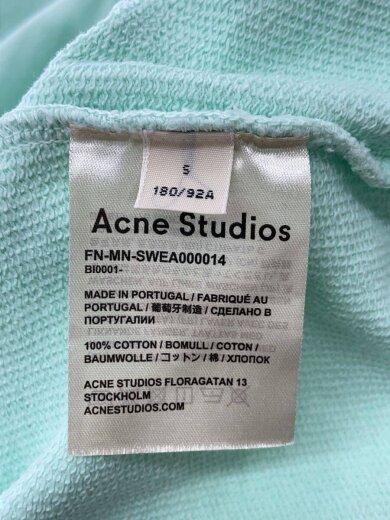 S
180/92A
Acne Studios
FN-MN-SWEA000014
BI0001-
MADE IN PORTUGAL / FABRIQUÉ AU
PORTUGAL / 葡萄牙制造 / СДЕЛАНО В
ПОРТУГАЛИИ
100% COTTON / BOMULL / COTON /
BAUMWOLLE / コットン / 棉 / ХЛОПОК
ACNE STUDIOS FLORAGATAN 13
STOCKHOLM
ACNESTUDIOS.COM